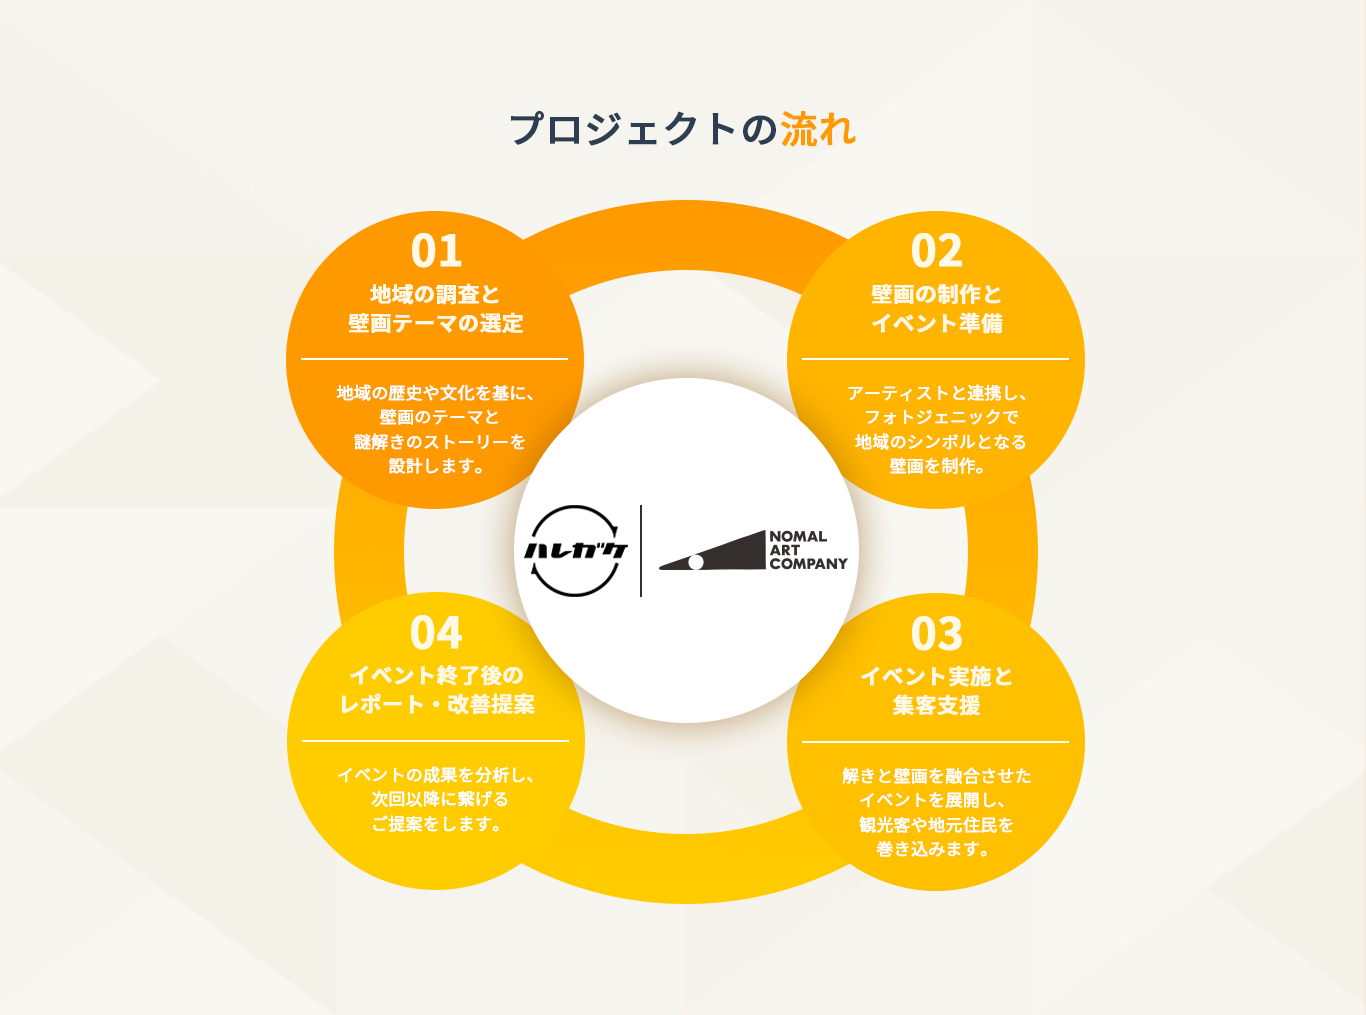 プロジェクトの流れ
01
地域の調査と
壁画テーマの選定
地域の歴史や文化を基に、
壁画のテーマと
謎解きのストーリーを
設計します。
02
壁画の制作と
イベント準備
アーティストと連携し、
フォトジェニックで
地域のシンボルとなる
壁画を制作。
ハレガケ
NOMAL
ART
COMPANY
04
イベント終了後の
レポート・改善提案
イベントの成果を分析し、
次回以降に繋げる
ご提案をします。
03
イベント実施と
集客支援
解きと壁画を融合させた
イベントを展開し、
観光客や地元住民を
巻き込みます。